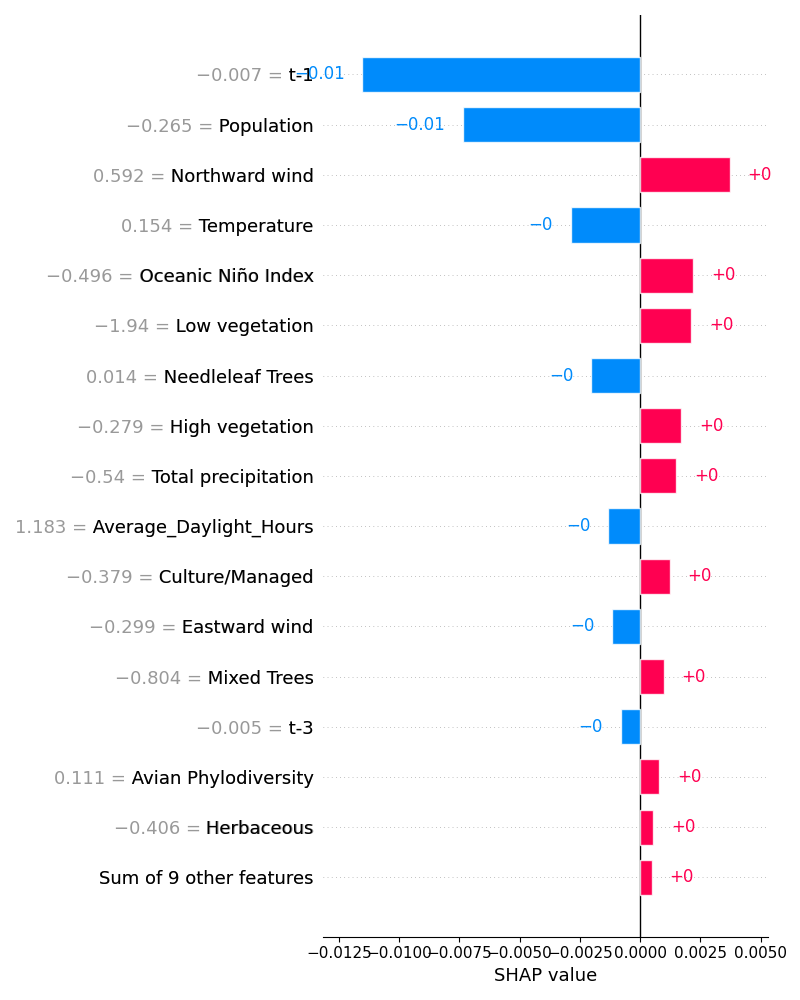 −0.007 = t-1 −0.01
−0.265 = Population −0.01
0.592 = Northward wind +0
0.154 = Temperature −0
−0.496 = Oceanic Niño Index +0
−1.94 = Low vegetation +0
0.014 = Needleleaf Trees −0
−0.279 = High vegetation +0
−0.54 = Total precipitation +0
1.183 = Average_Daylight_Hours −0
−0.379 = Culture/Managed +0
−0.299 = Eastward wind −0
−0.804 = Mixed Trees +0
−0.005 = t-3 −0
0.111 = Avian Phylodiversity +0
−0.406 = Herbaceous +0
Sum of 9 other features +0
−0.0125 −0.0100 −0.0075 −0.0050 −0.0025 0.0000 0.0025 0.0050
SHAP value